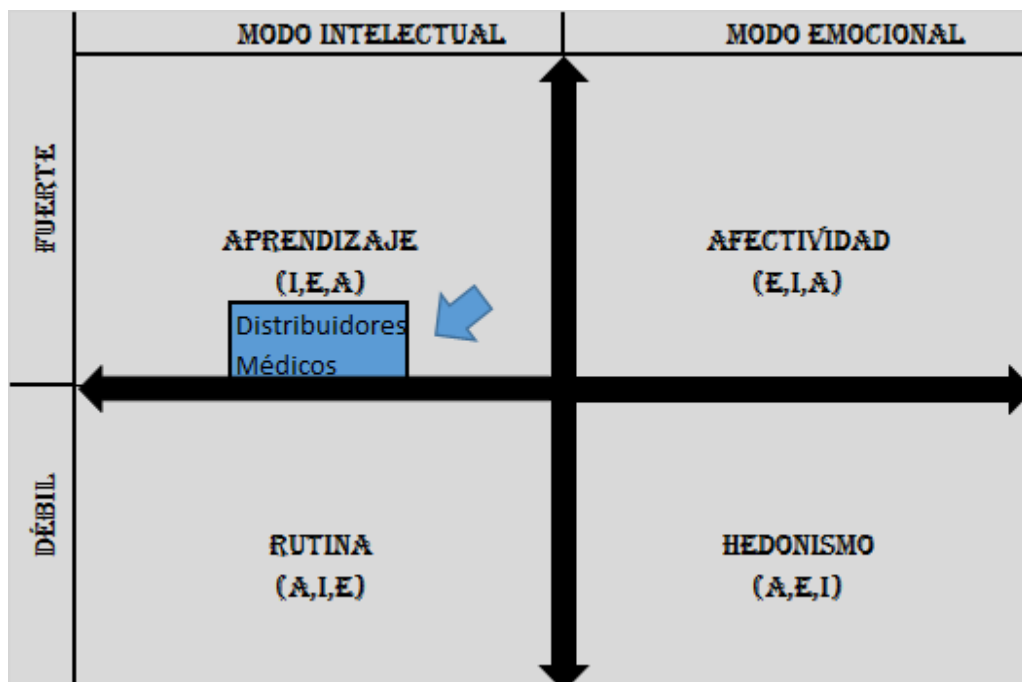 MODO INTELECTUAL
MODO EMOCIONAL
FUERTE
APRENDIZAJE
(I,E,A)
Distribuidores
Médicos
AFECTIVIDAD
(E,I,A)
DÉBIL
RUTINA
(A,I,E)
HEDONISMO
(A,E,I)